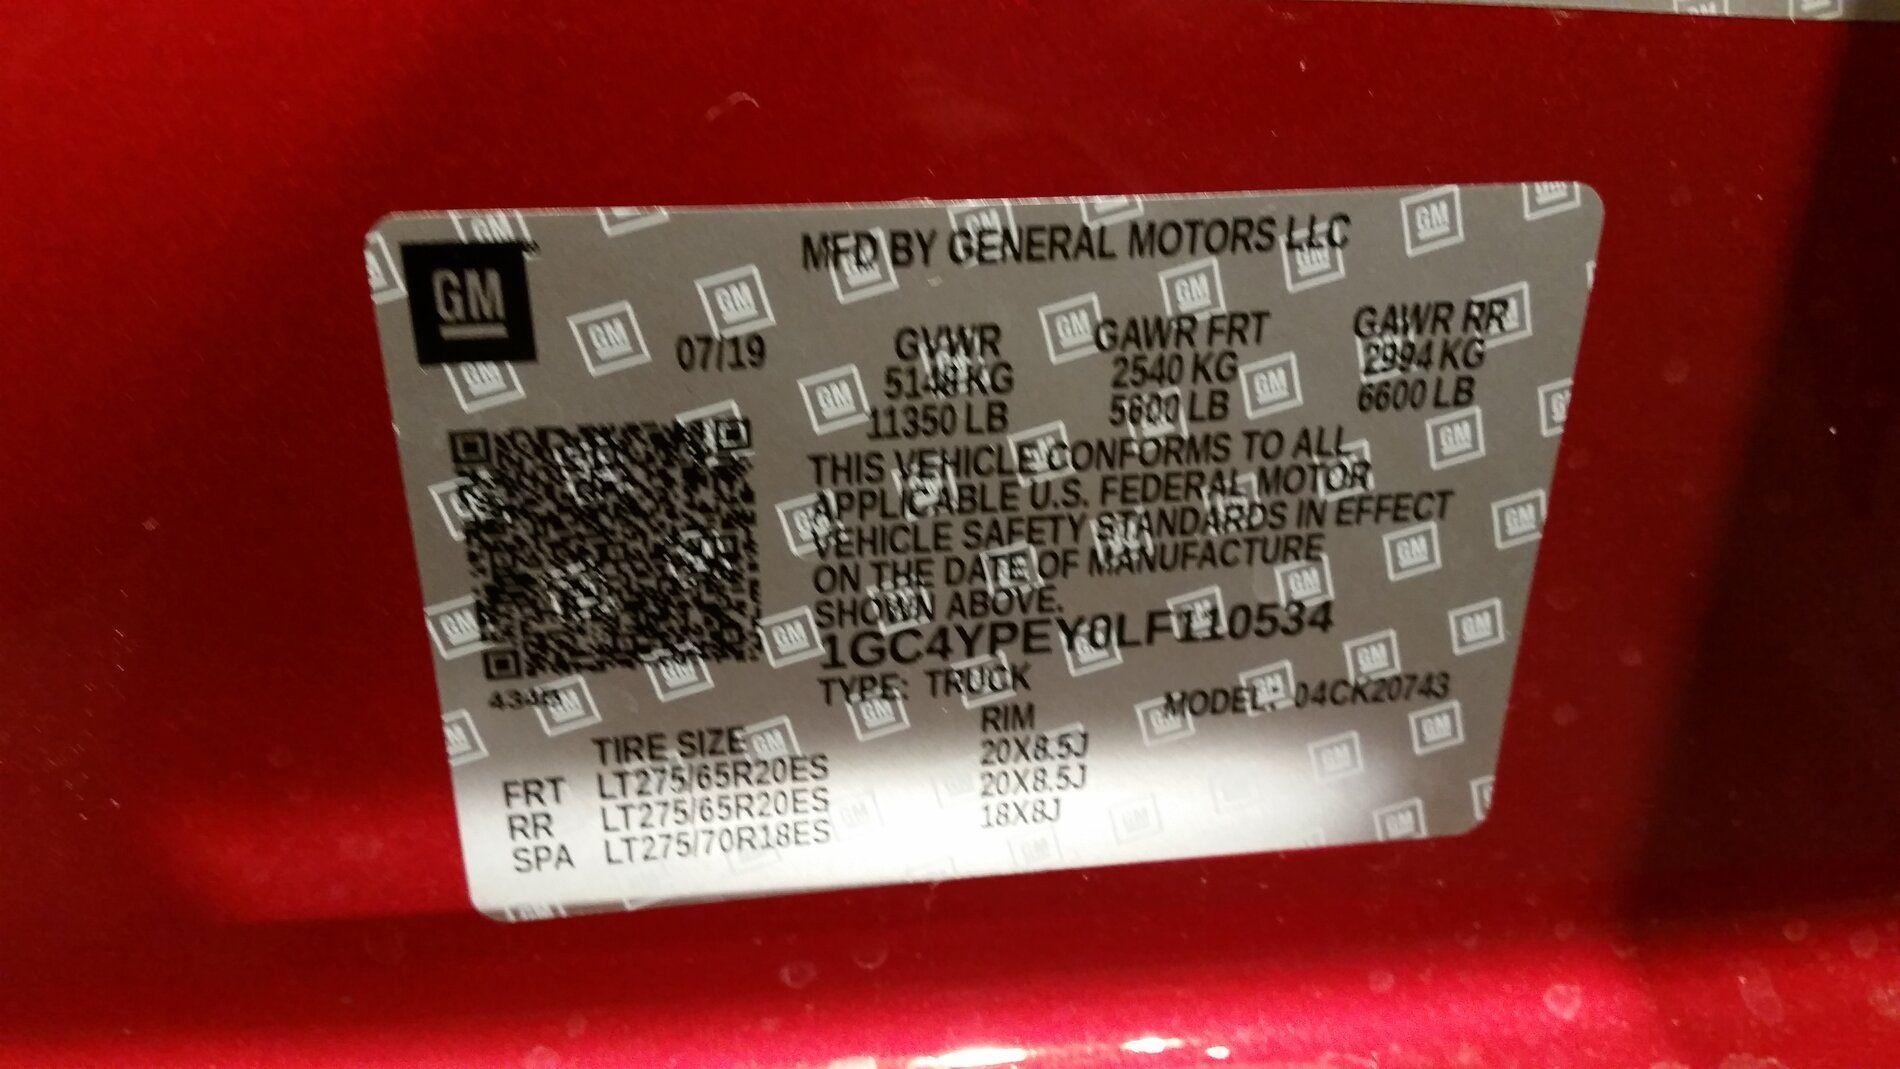 GM
MFD BY GENERAL MOTORS LLC
07/19 GVWR GAWR FRT GAWR RR
5148 KG 2540 KG 2994 KG
11350 LB 5600 LB 6600 LB
THIS VEHICLE CONFORMS TO ALL
APPLICABLE U.S. FEDERAL MOTOR
VEHICLE SAFETY STANDARDS IN EFFECT
ON THE DATE OF MANUFACTURE
SHOWN ABOVE.
1GC4YPEY0LF110534
TYPE: TRUCK MODEL: 04CK20743
TIRE SIZE RIM
FRT LT275/65R20ES 20X8.5J
RR LT275/65R20ES 20X8.5J
SPA LT275/70R18ES 18X8J